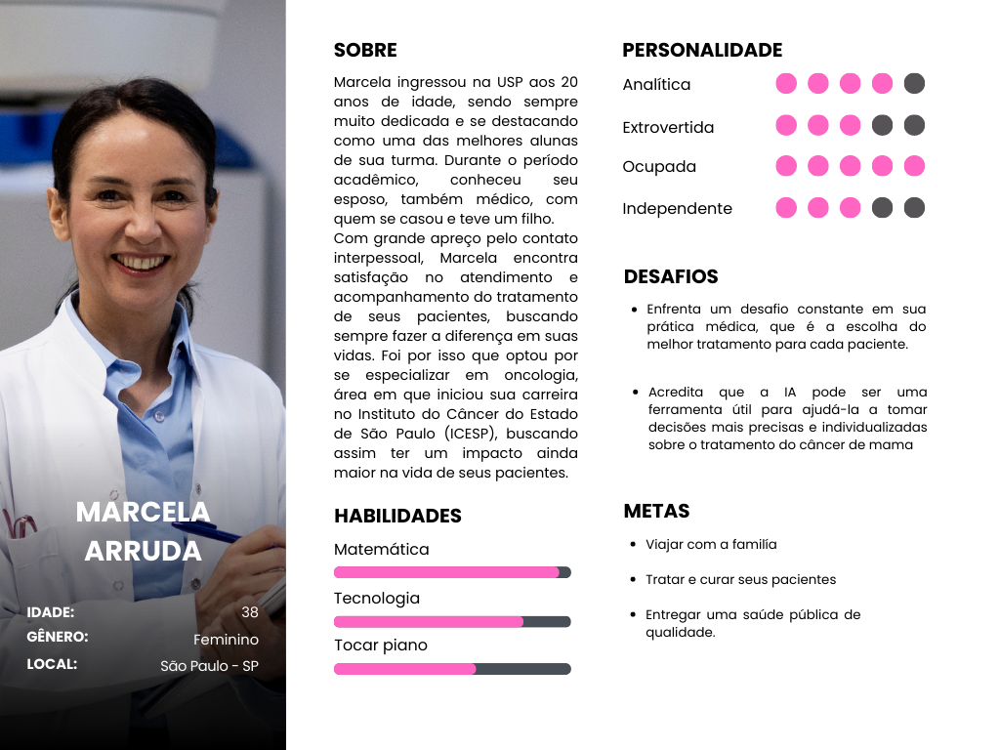 MARCELA
ARRUDA
IDADE: 38
GÊNERO: Feminino
LOCAL: São Paulo - SP
SOBRE
Marcela ingressou na USP aos 20
anos de idade, sendo sempre
muito dedicada e se destacando
como uma das melhores alunas
de sua turma. Durante o período
acadêmico, conheceu seu
esposo, também médico, com
quem se casou e teve um filho.
Com grande apreço pelo contato
interpessoal, Marcela encontra
satisfação no atendimento e
acompanhamento do tratamento
de seus pacientes, buscando
sempre fazer a diferença em suas
vidas. Foi por isso que optou por
se especializar em oncologia,
área em que iniciou sua carreira
no Instituto do Câncer do Estado
de São Paulo (ICESP), buscando
assim ter um impacto ainda
maior na vida de seus pacientes.
HABILIDADES
Matemática
Tecnologia
Tocar piano
PERSONALIDADE
Analítica
Extrovertida
Ocupada
Independente
DESAFIOS
• Enfrenta um desafio constante em sua
prática médica, que é a escolha do
melhor tratamento para cada paciente.
• Acredita que a IA pode ser uma
ferramenta útil para ajudá-la a tomar
decisões mais precisas e individualizadas
sobre o tratamento do câncer de mama
METAS
• Viajar com a familía
• Tratar e curar seus pacientes
• Entregar uma saúde pública de
qualidade.